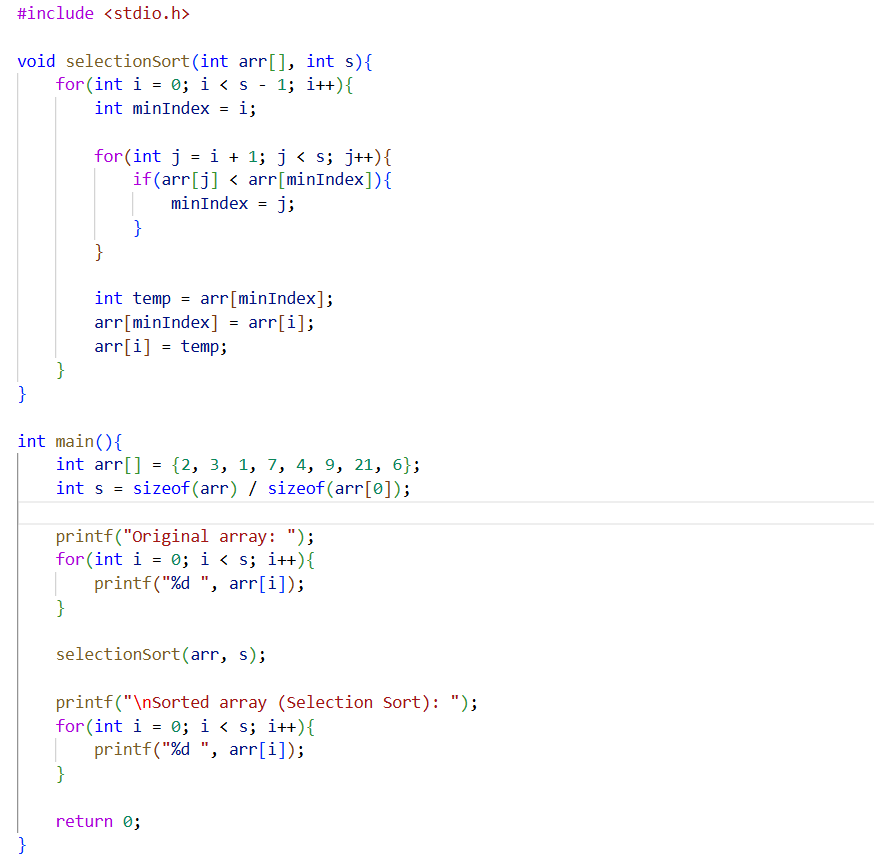 #include <stdio.h>

void selectionSort(int arr[], int s){
    for(int i = 0; i < s - 1; i++){
        int minIndex = i;

        for(int j = i + 1; j < s; j++){
            if(arr[j] < arr[minIndex]){
                minIndex = j;
            }
        }

        int temp = arr[minIndex];
        arr[minIndex] = arr[i];
        arr[i] = temp;
    }
}

int main(){
    int arr[] = {2, 3, 1, 7, 4, 9, 21, 6};
    int s = sizeof(arr) / sizeof(arr[0]);

    printf("Original array: ");
    for(int i = 0; i < s; i++){
        printf("%d ", arr[i]);
    }

    selectionSort(arr, s);

    printf("\nSorted array (Selection Sort): ");
    for(int i = 0; i < s; i++){
        printf("%d ", arr[i]);
    }

    return 0;
}